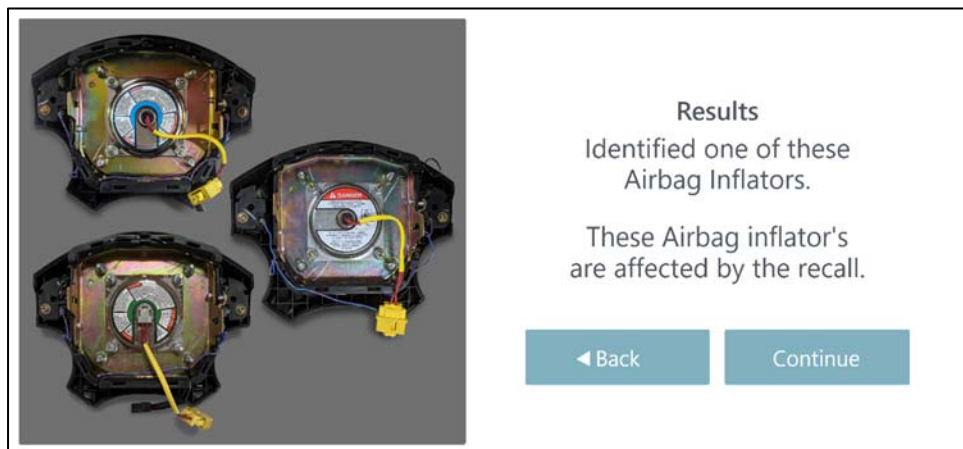 DANGER
Results
Identified one of these
Airbag Inflators.
These Airbag inflator's
are affected by the recall.
◄ Back
Continue